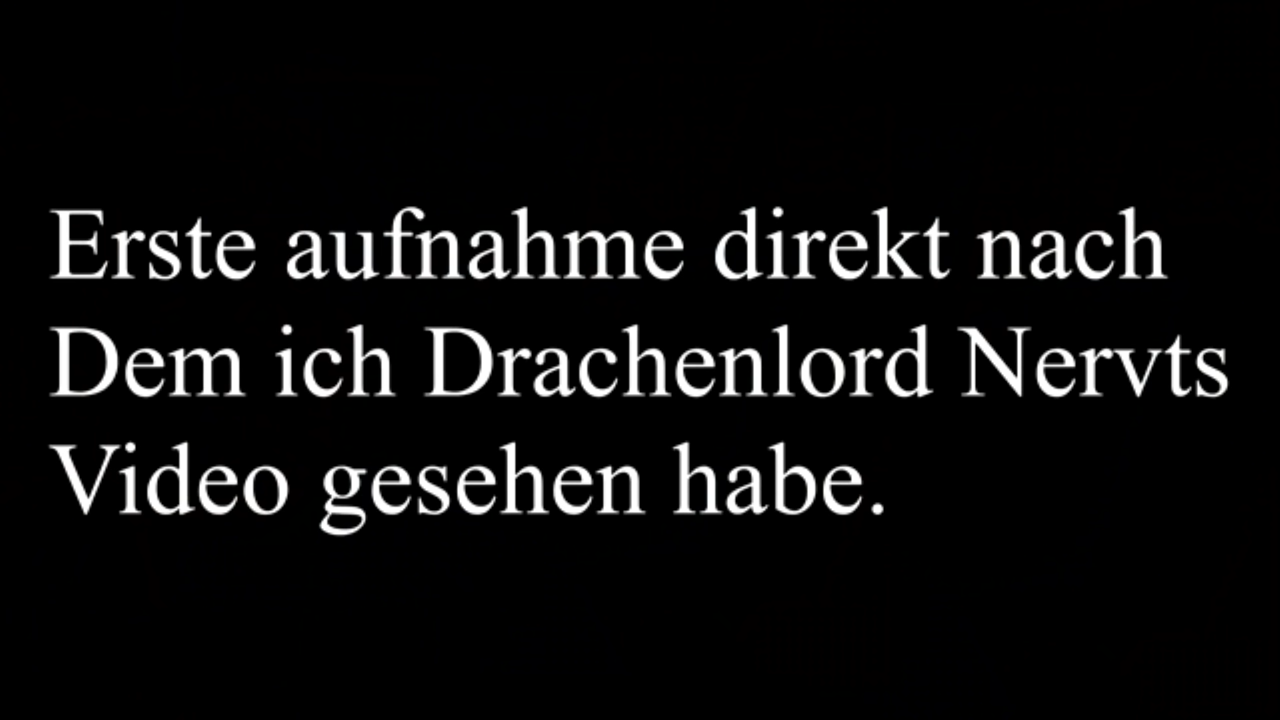 Erste aufnahme direkt nach
Dem ich Drachenlord Nervts
Video gesehen habe.